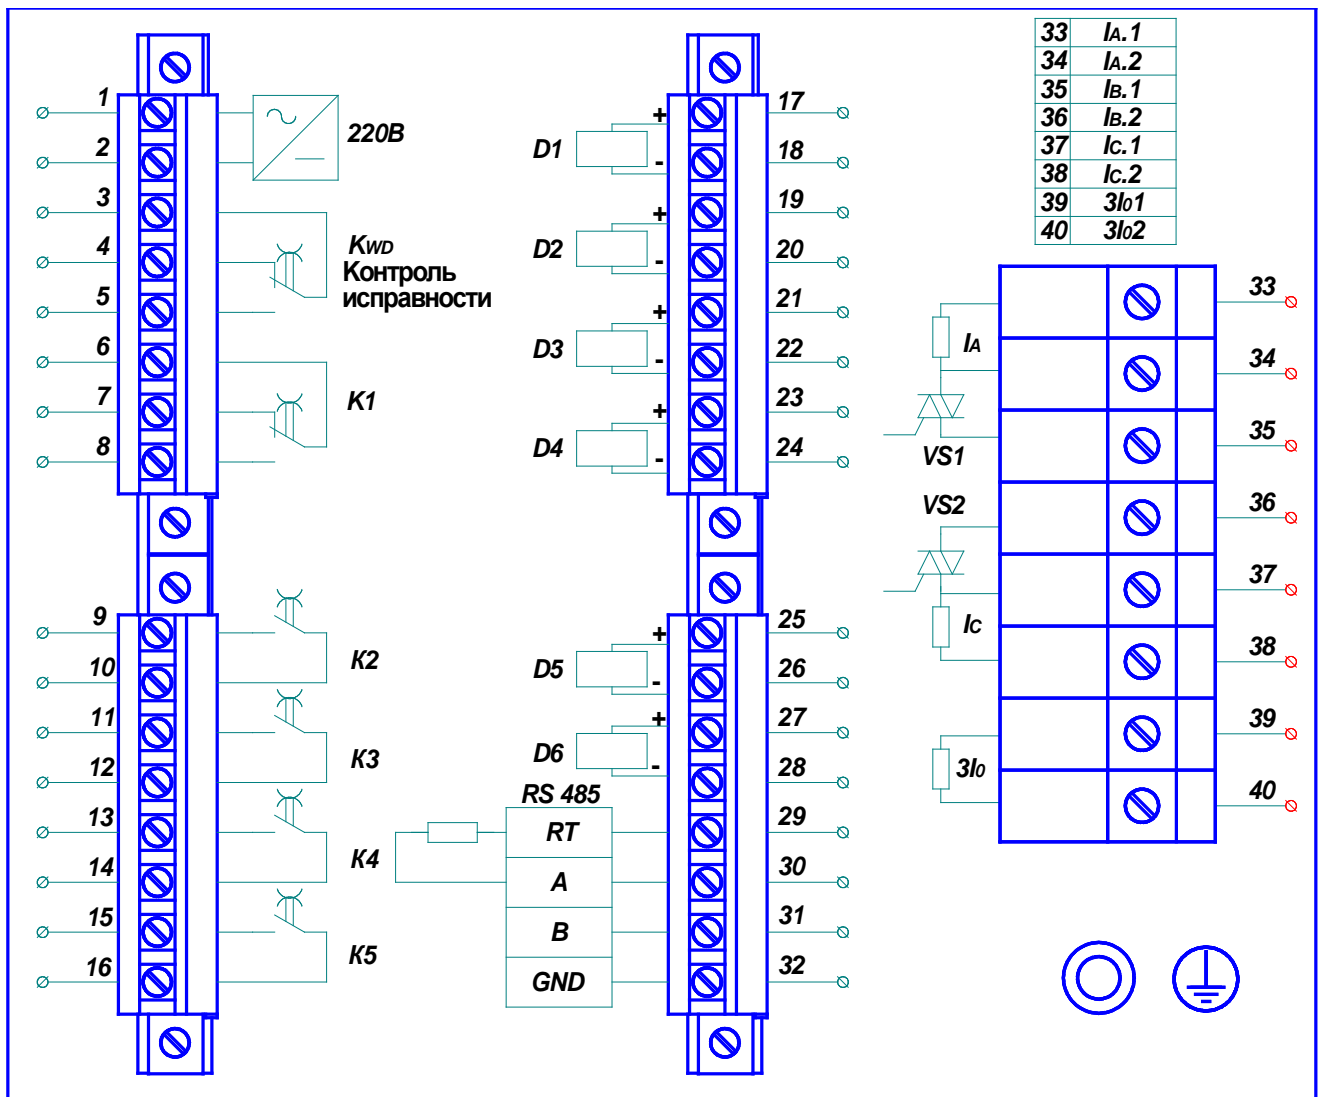 1
2
220В
3
4
5
KWD
Контроль
исправности
6
7
8
K1
9
10
K2
11
12
K3
13
14
K4
15
16
K5
D1
+
-
17
18
D2
+
-
19
20
D3
+
-
21
22
D4
+
-
23
24
D5
+
-
25
26
D6
+
-
27
28
RS 485
RT
29
A
30
B
31
GND
32
33 IA.1
34 IA.2
35 IB.1
36 IB.2
37 IC.1
38 IC.2
39 3I01
40 3I02
IA
VS1
VS2
IC
3I0
33
34
35
36
37
38
39
40